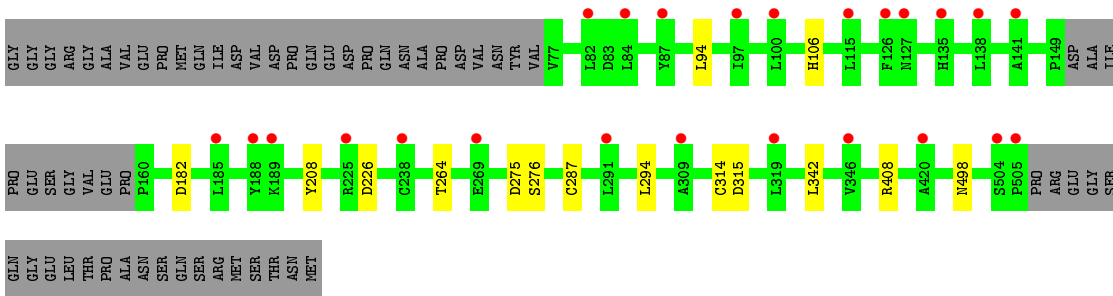 GLY GLY GLY ARG GLY ALA VAL GLU PRO MET GLN ILE ASP VAL ASP PRO GLN GLU ASP PRO GLN ASN ALA PRO ASP VAL ASN TYR VAL V77 L82 D83 L84 Y87 L94 I97 L100 H106 L115 F126 N127 H135 L138 A141 P149 ASP ALA ILE
PRO GLU SER GLY VAL GLU PRO P160 D182 L185 Y188 K189 Y208 R225 D226 C238 T264 E269 D275 S276 C287 L291 L294 A309 C314 D315 L319 L342 V346 R408 A420 N498 S504 P505 PRO ARG GLU GLY SER
GLN GLY GLU LEU THR PRO ALA ASN SER GLN SER ARG MET SER THR ASN MET